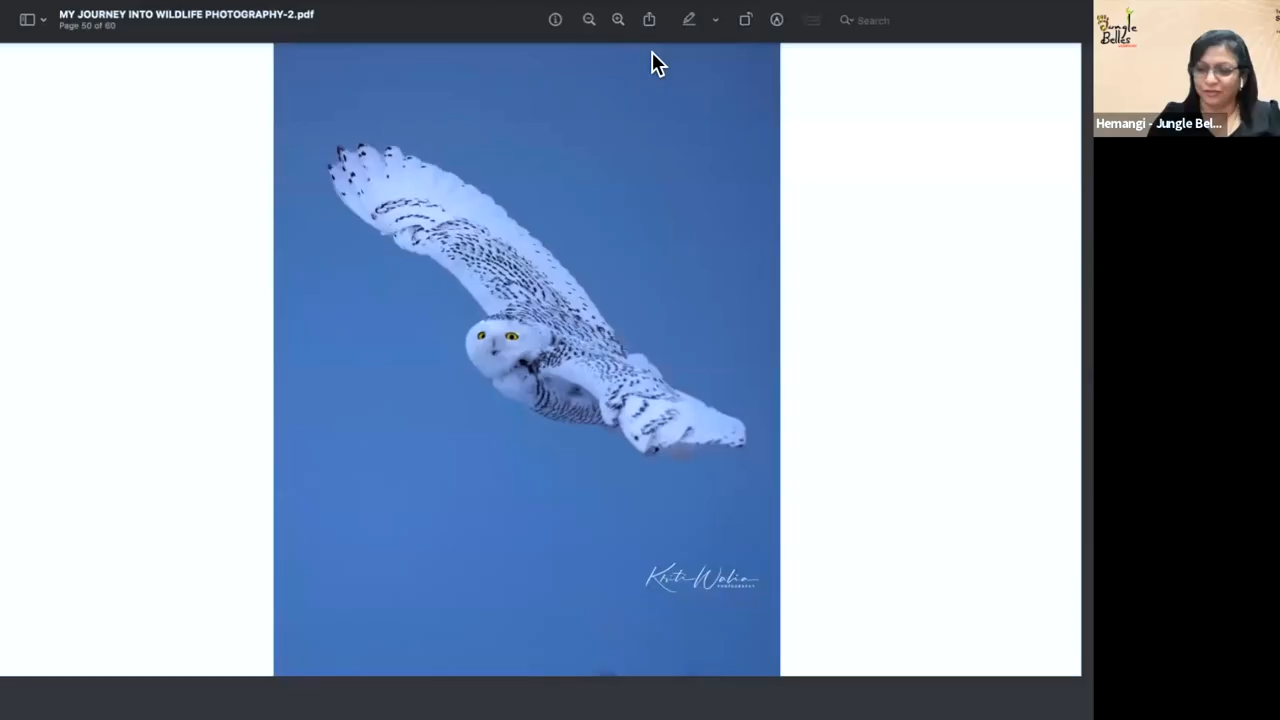 MY JOURNEY INTO WILDLIFE PHOTOGRAPHY-2.pdf
Page 50 of 60
Search
Jungle
Belles
Hemangi - Jungle Bel...
Kriti Walia
PHOTOGRAPHY